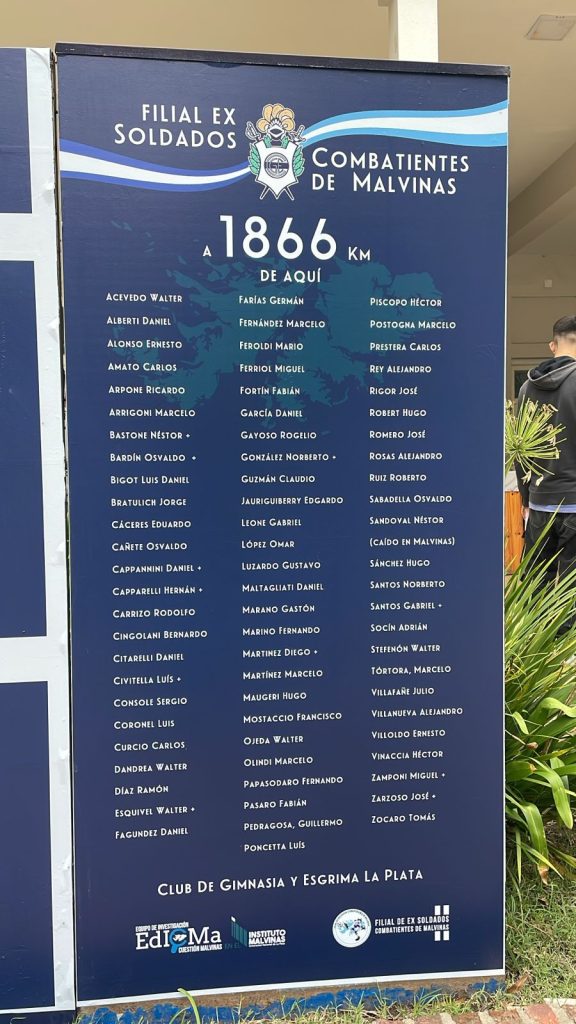 FILIAL EX
SOLDADOS
COMBATIENTES
DE MALVINAS
A 1866 KM
DE AQUÍ
ACEVEDO WALTER
ALBERTI DANIEL
ALONSO ERNESTO
AMATO CARLOS
ARPONE RICARDO
ARRIGONI MARCELO
BASTONE NÉSTOR +
BARDÍN OSVALDO +
BIGOT LUIS DANIEL
BRATULICH JORGE
CÁCERES EDUARDO
CAÑETE OSVALDO
CAPPANNINI DANIEL +
CAPPARELLI HERNÁN +
CARRIZO RODOLFO
CINGOLANI BERNARDO
CITARELLI DANIEL
CIVITELLA LUÍS +
CONSOLE SERGIO
CORONEL LUIS
CURCIO CARLOS
DANDREA WALTER
DÍAZ RAMÓN
ESQUIVEL WALTER +
FAGUNDEZ DANIEL
FARÍAS GERMÁN
FERNÁNDEZ MARCELO
FEROLDI MARIO
FERRIOL MIGUEL
FORTÍN FABIÁN
GARCÍA DANIEL
GAYOSO ROGELIO
GONZÁLEZ NORBERTO +
GUZMÁN CLAUDIO
JAURIGUIBERRY EDGARDO
LEONE GABRIEL
LÓPEZ OMAR
LUZARDO GUSTAVO
MALTAGLIATI DANIEL
MARANO GASTÓN
MARINO FERNANDO
MARTINEZ DIEGO +
MARTÍNEZ MARCELO
MAUGERI HUGO
MOSTACCIO FRANCISCO
OJEDA WALTER
OLINDI MARCELO
PAPASODARO FERNANDO
PASARO FABIÁN
PEDRAGOSA, GUILLERMO
PONCETTA LUÍS
PISCOPO HÉCTOR
POSTOGNA MARCELO
PRESTERA CARLOS
REY ALEJANDRO
RIGOR JOSÉ
ROBERT HUGO
ROMERO JOSÉ
ROSAS ALEJANDRO
RUIZ ROBERTO
SABADELLA OSVALDO
SANDOVAL NÉSTOR
(CAÍDO EN MALVINAS)
SÁNCHEZ HUGO
SANTOS NORBERTO
SANTOS GABRIEL +
SOCÍN ADRIÁN
STEFENÓN WALTER
TÓRTORA, MARCELO
VILLAFAÑE JULIO
VILLANUEVA ALEJANDRO
VILLOLDO ERNESTO
VINACCIA HÉCTOR
ZAMPONI MIGUEL +
ZARZOSO JOSÉ +
ZOCARO TOMÁS
CLUB DE GIMNASIA Y ESGRIMA LA PLATA
EQUIPO DE INVESTIGACIÓN
EdIMa
CUESTIÓN MALVINAS
EN EL
INSTITUTO
MALVINAS
FILIAL DE EX SOLDADOS
COMBATIENTES DE MALVINAS